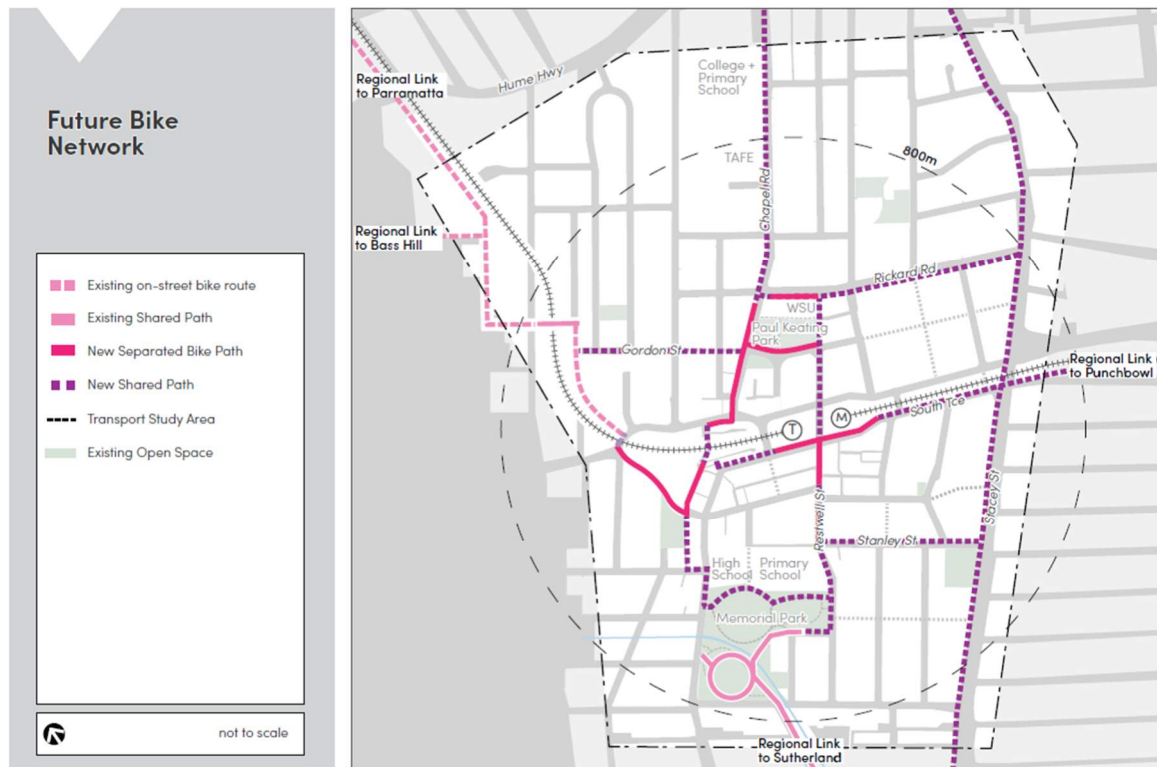 Future Bike
Network
Existing on-street bike route
Existing Shared Path
New Separated Bike Path
New Shared Path
Transport Study Area
Existing Open Space
not to scale
Regional Link
to Parramatta
Hume Hwy
College +
Primary
School
TAFE
800m
Chapel Rd
Regional Link
to Bass Hill
Rickard Rd
WSU
Paul Keating
Park
Gordon St
Regional Link
to Punchbowl
T
M
South Tce
Stacey St
Restwell St
Stanley St
High
School
Primary
School
Memorial Park
Regional Link
to Sutherland